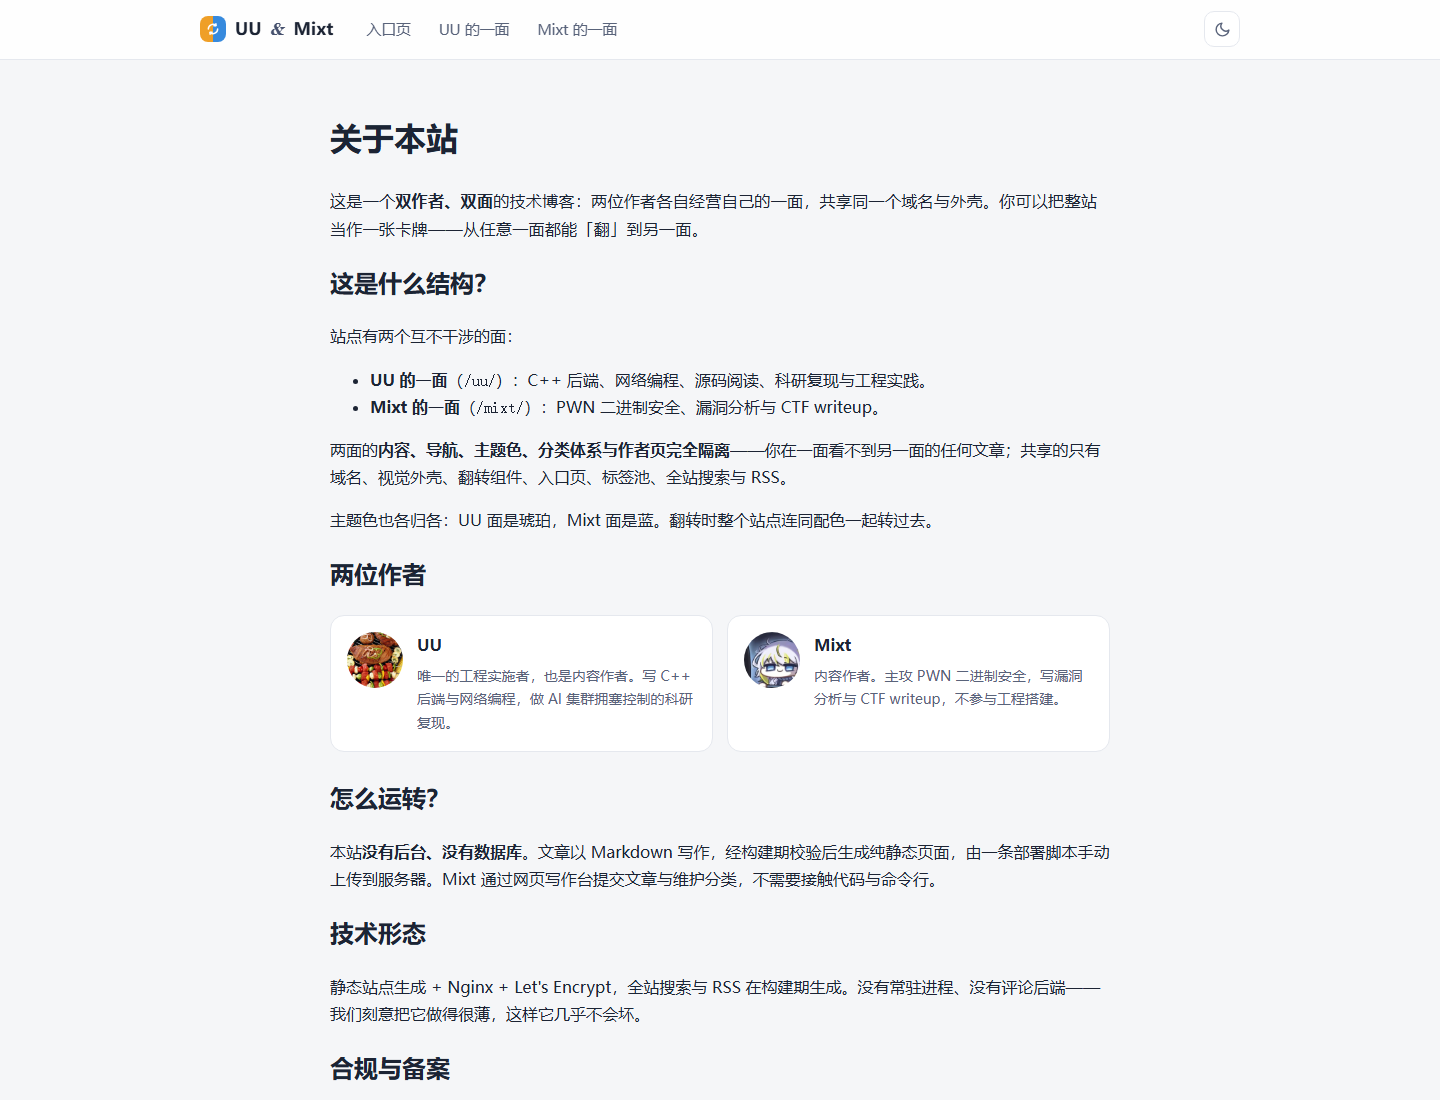 UU & Mixt 入口页 UU 的一面 Mixt 的一面
关于本站
这是一个双作者、双面的技术博客：两位作者各自经营自己的一面，共享同一个域名与外壳。你可以把整站
当作一张卡牌——从任意一面都能「翻」到另一面。
这是什么结构？
站点有两个互不干涉的面：
• UU 的一面（/uu/）：C++ 后端、网络编程、源码阅读、科研复现与工程实践。
• Mixt 的一面（/mixt/）：PWN 二进制安全、漏洞分析与 CTF writeup。
两面的内容、导航、主题色、分类体系与作者页完全隔离——你在一面看不到另一面的任何文章；共享的只有
域名、视觉外壳、翻转组件、入口页、标签池、全站搜索与 RSS。
主题色也各归各：UU 面是琥珀，Mixt 面是蓝。翻转时整个站点连同配色一起转过去。
两位作者
UU
唯一的工程实施者，也是内容作者。写 C++
后端与网络编程，做 AI 集群拥塞控制的科研
复现。
Mixt
内容作者。主攻 PWN 二进制安全，写漏洞
分析与 CTF writeup，不参与工程搭建。
怎么运转？
本站没有后台、没有数据库。文章以 Markdown 写作，经构建期校验后生成纯静态页面，由一条部署脚本手动
上传到服务器。Mixt 通过网页写作台提交文章与维护分类，不需要接触代码与命令行。
技术形态
静态站点生成 + Nginx + Let's Encrypt，全站搜索与 RSS 在构建期生成。没有常驻进程、没有评论后端——
我们刻意把它做得很薄，这样它几乎不会坏。
合规与备案